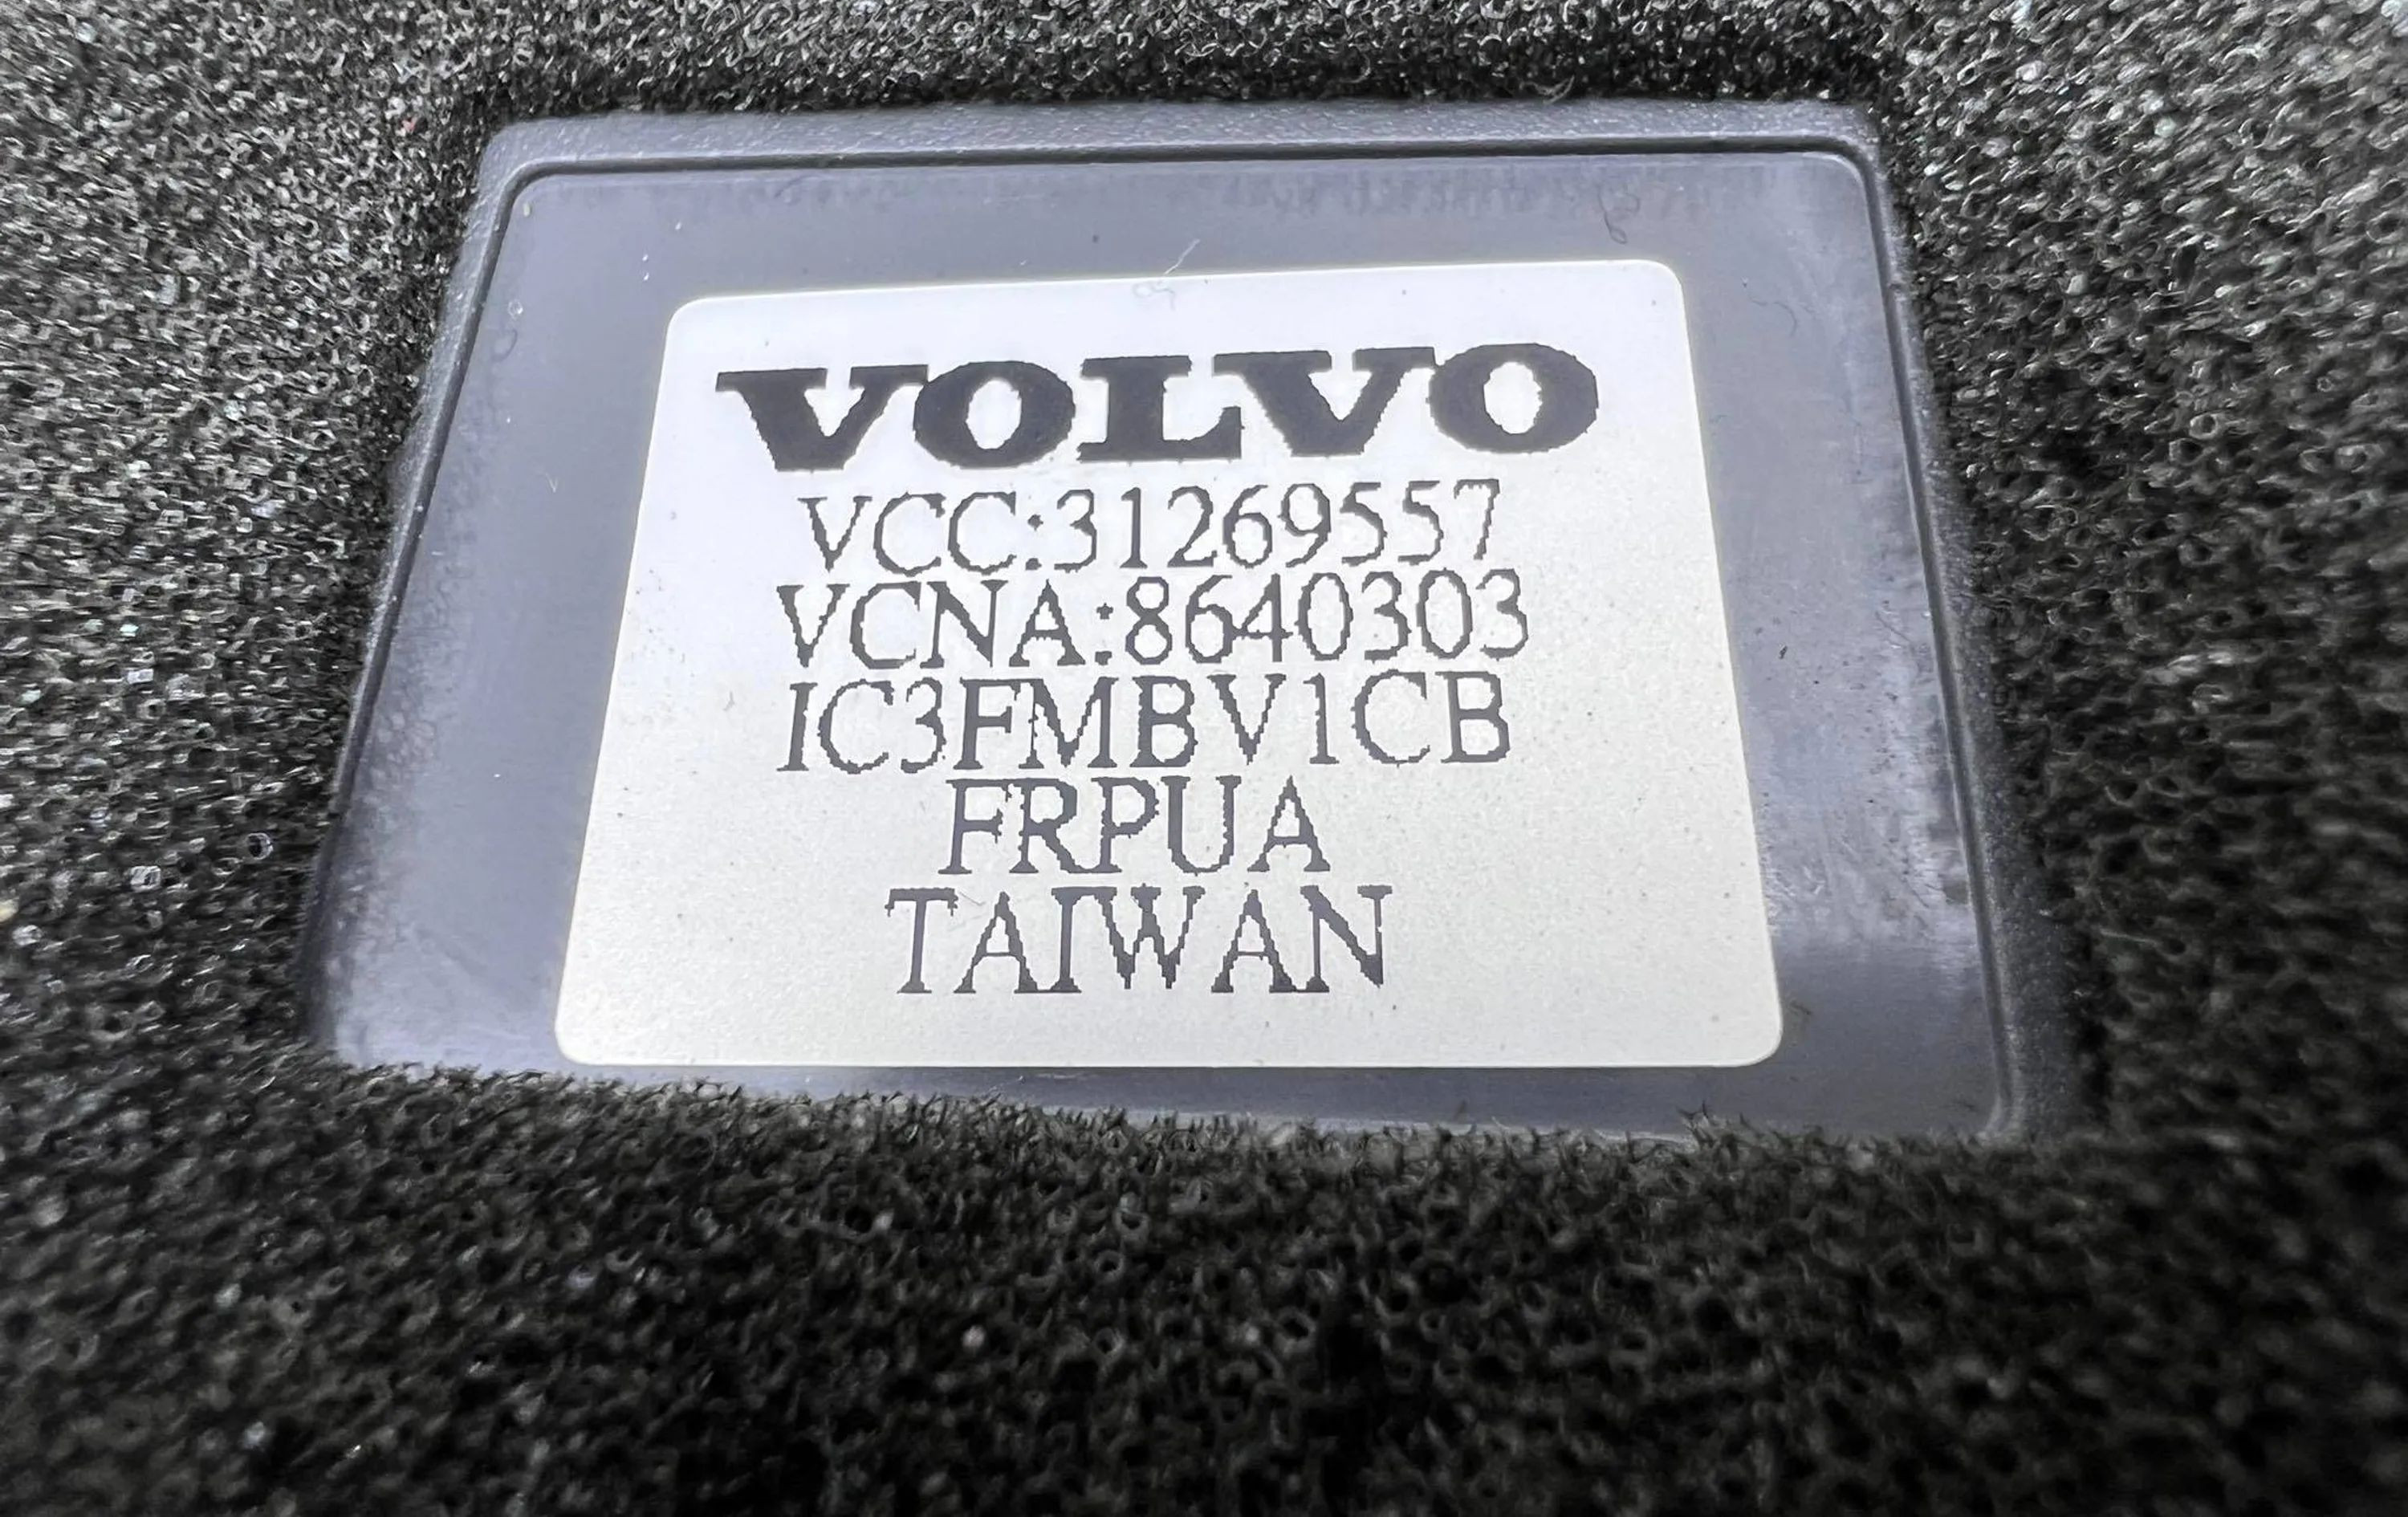 VOLVO
VCC:31269557
VCNA:8640303
IC3FMBV1CB
FRPUA
TAIWAN